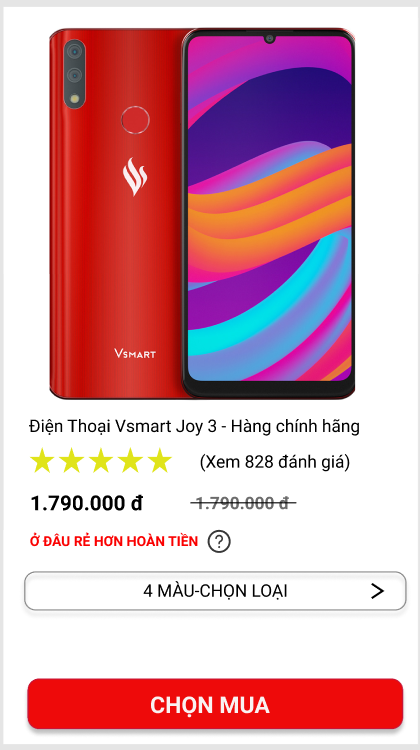 VSMART
Điện Thoại Vsmart Joy 3 - Hàng chính hãng
(Xem 828 đánh giá)
1.790.000 đ 1.790.000 đ
Ở ĐÂU RẺ HƠN HOÀN TIỀN ?
4 MÀU-CHỌN LOẠI >
CHỌN MUA